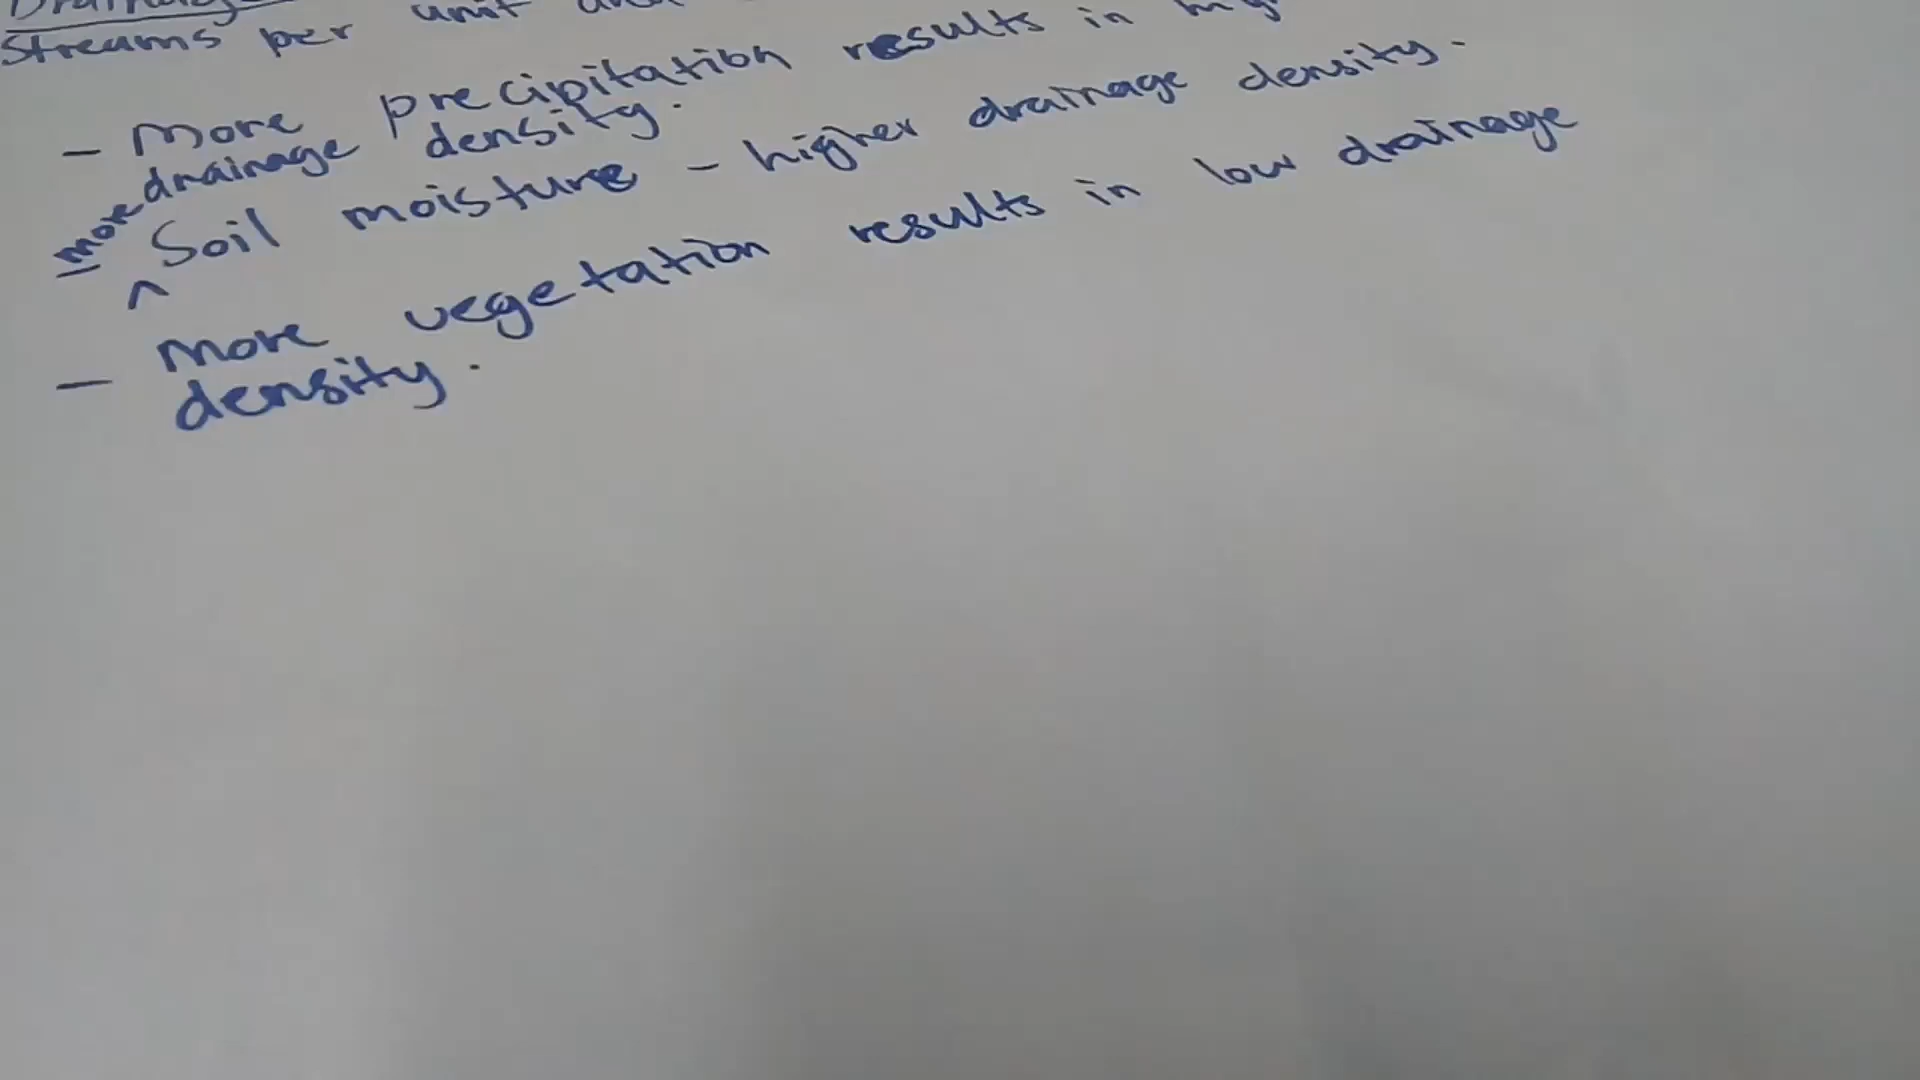 streams per unit
- More precipitation results in
drainage density.
- more Soil moisture - higher drainage density.
- More vegetation results in low drainage
density.